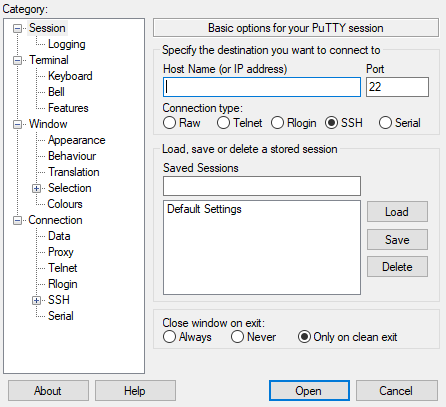 Category:
Session
Logging
Terminal
Keyboard
Bell
Features
Window
Appearance
Behaviour
Translation
Selection
Colours
Connection
Data
Proxy
Telnet
Rlogin
SSH
Serial
Basic options for your PuTTY session
Specify the destination you want to connect to
Host Name (or IP address) Port
22
Connection type:
Raw Telnet Rlogin SSH Serial
Load, save or delete a stored session
Saved Sessions
Default Settings
Load
Save
Delete
Close window on exit:
Always Never Only on clean exit
About Help Open Cancel